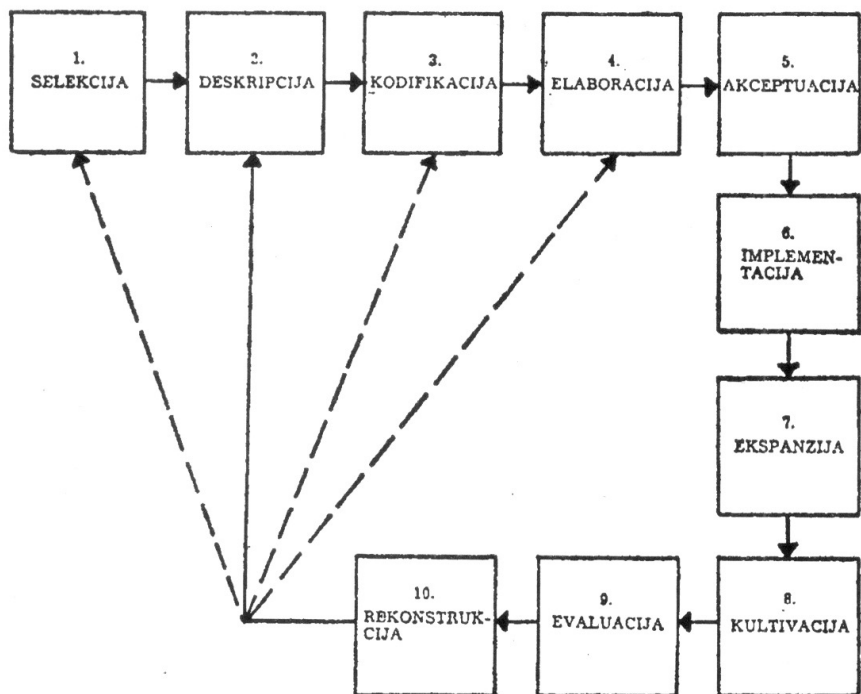 1.
SELEKCIJA
2.
DESKRIPCIJA
3.
KODIFIKACIJA
4.
ELABORACIJA
5.
AKCEPTUACIJA
6.
IMPLEMEN-
TACIJA
7.
EKSPANZIJA
8.
KULTIVACIJA
9.
EVALUACIJA
10.
REKONSTRUK-
CIJA